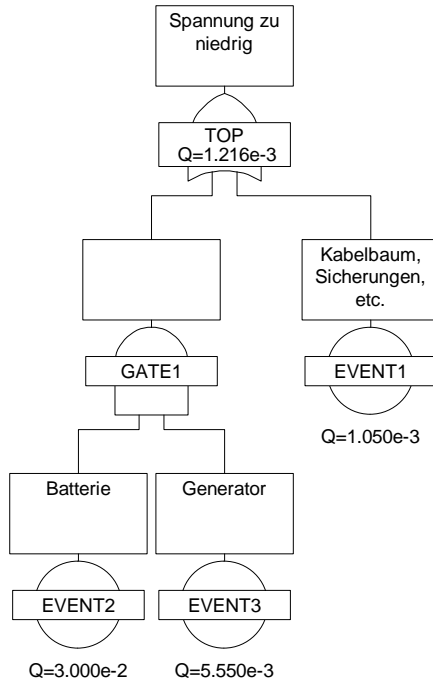 Spannung zu
niedrig
TOP
Q=1.216e-3
Kabelbaum,
Sicherungen,
etc.
GATE1
EVENT1
Q=1.050e-3
Batterie
Generator
EVENT2
EVENT3
Q=3.000e-2
Q=5.550e-3